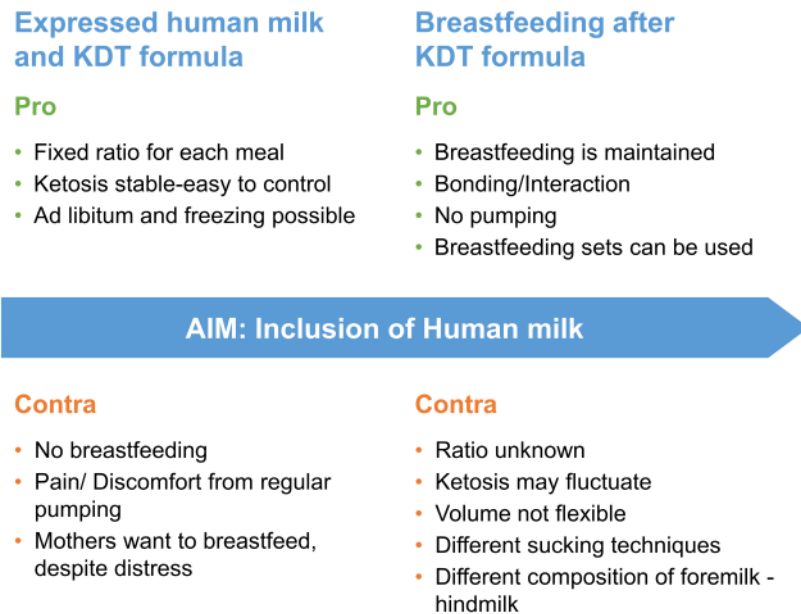 Expressed human milk
and KDT formula
Pro
• Fixed ratio for each meal
• Ketosis stable-easy to control
• Ad libitum and freezing possible
Breastfeeding after
KDT formula
Pro
• Breastfeeding is maintained
• Bonding/Interaction
• No pumping
• Breastfeeding sets can be used
AIM: Inclusion of Human milk
Contra
• No breastfeeding
• Pain/ Discomfort from regular
pumping
• Mothers want to breastfeed,
despite distress
Contra
• Ratio unknown
• Ketosis may fluctuate
• Volume not flexible
• Different sucking techniques
• Different composition of foremilk -
hindmilk